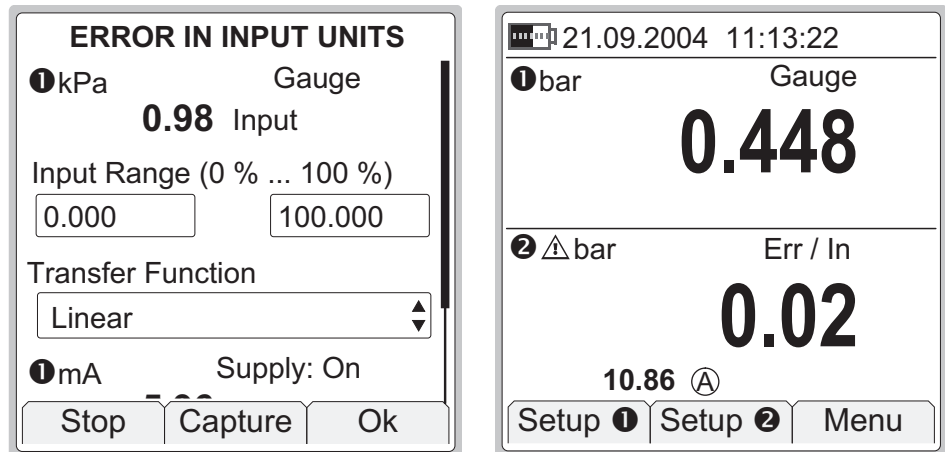 ERROR IN INPUT UNITS
❶kPa Gauge
0.98 Input
Input Range (0 % ... 100 %)
0.000 100.000
Transfer Function
Linear
❶mA Supply: On
Stop Capture Ok
21.09.2004 11:13:22
❶bar Gauge
0.448
❷⚠bar Err / In
0.02
10.86 Ⓐ
Setup ❶ Setup ❷ Menu